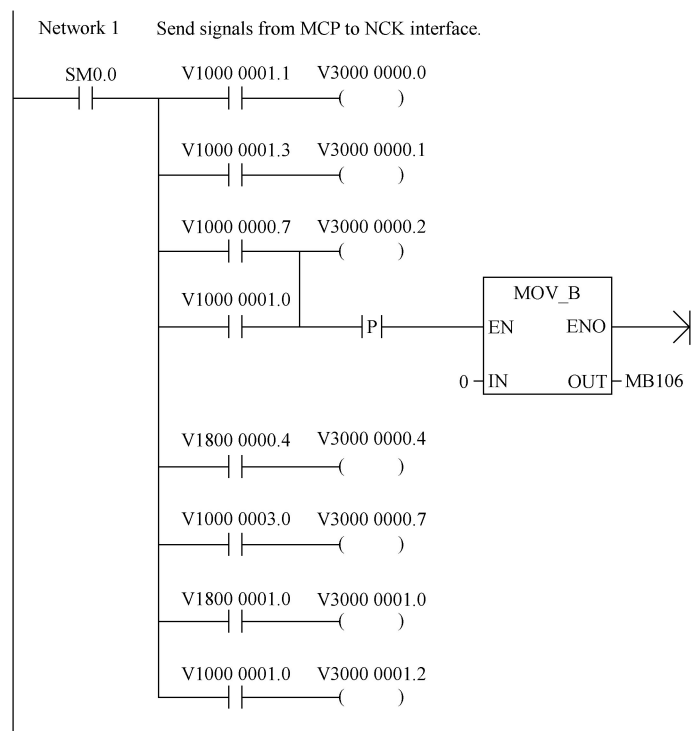 Network 1 Send signals from MCP to NCK interface.
SM0.0 V1000 0001.1 V3000 0000.0
V1000 0001.3 V3000 0000.1
V1000 0000.7 V3000 0000.2
V1000 0001.0
P
MOV_B
EN ENO
0 IN OUT MB106
V1800 0000.4 V3000 0000.4
V1000 0003.0 V3000 0000.7
V1800 0001.0 V3000 0001.0
V1000 0001.0 V3000 0001.2